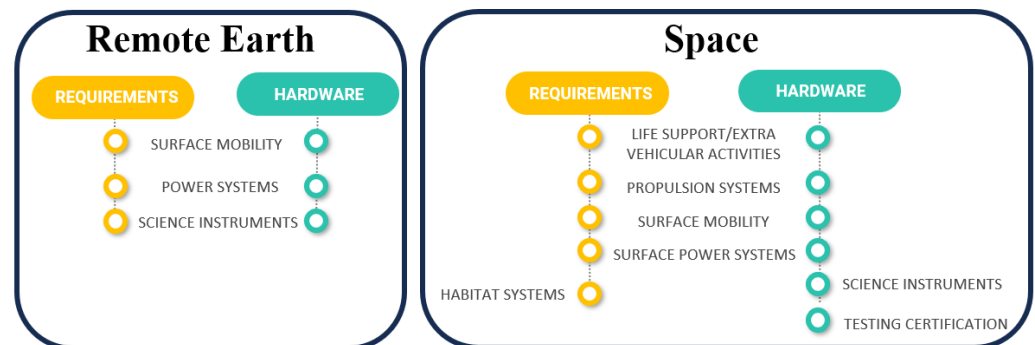 Remote Earth
REQUIREMENTS
HARDWARE
SURFACE MOBILITY
POWER SYSTEMS
SCIENCE INSTRUMENTS
Space
REQUIREMENTS
HARDWARE
LIFE SUPPORT/EXTRA
VEHICULAR ACTIVITIES
PROPULSION SYSTEMS
SURFACE MOBILITY
SURFACE POWER SYSTEMS
HABITAT SYSTEMS
SCIENCE INSTRUMENTS
TESTING CERTIFICATION